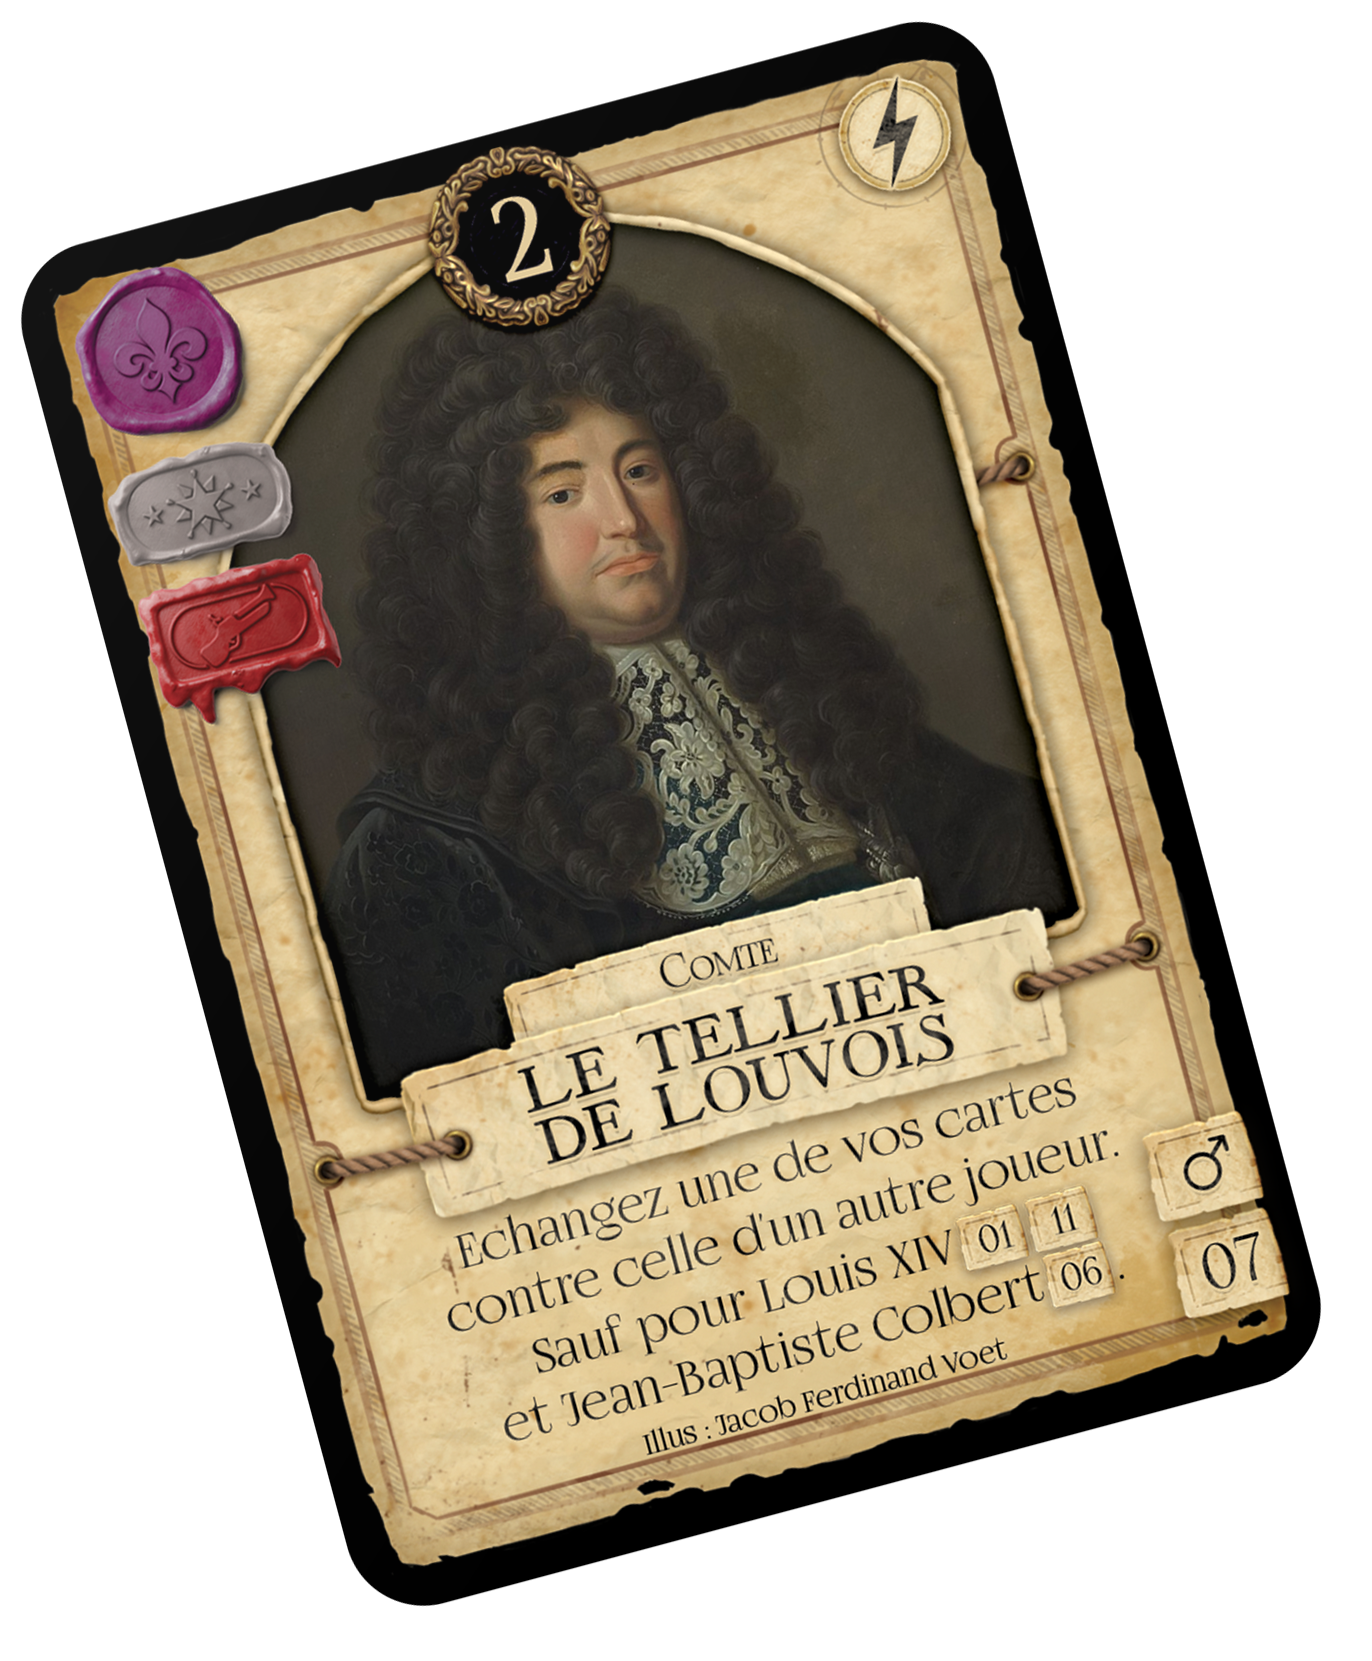 2
COMTE
LE TELLIER
DE LOUVOIS
Echangez une de vos cartes
contre celle d'un autre joueur.
Sauf pour Louis XIV 01 11
et Jean-Baptiste Colbert 06 .
Illus : Jacob Ferdinand Voet
♂
07